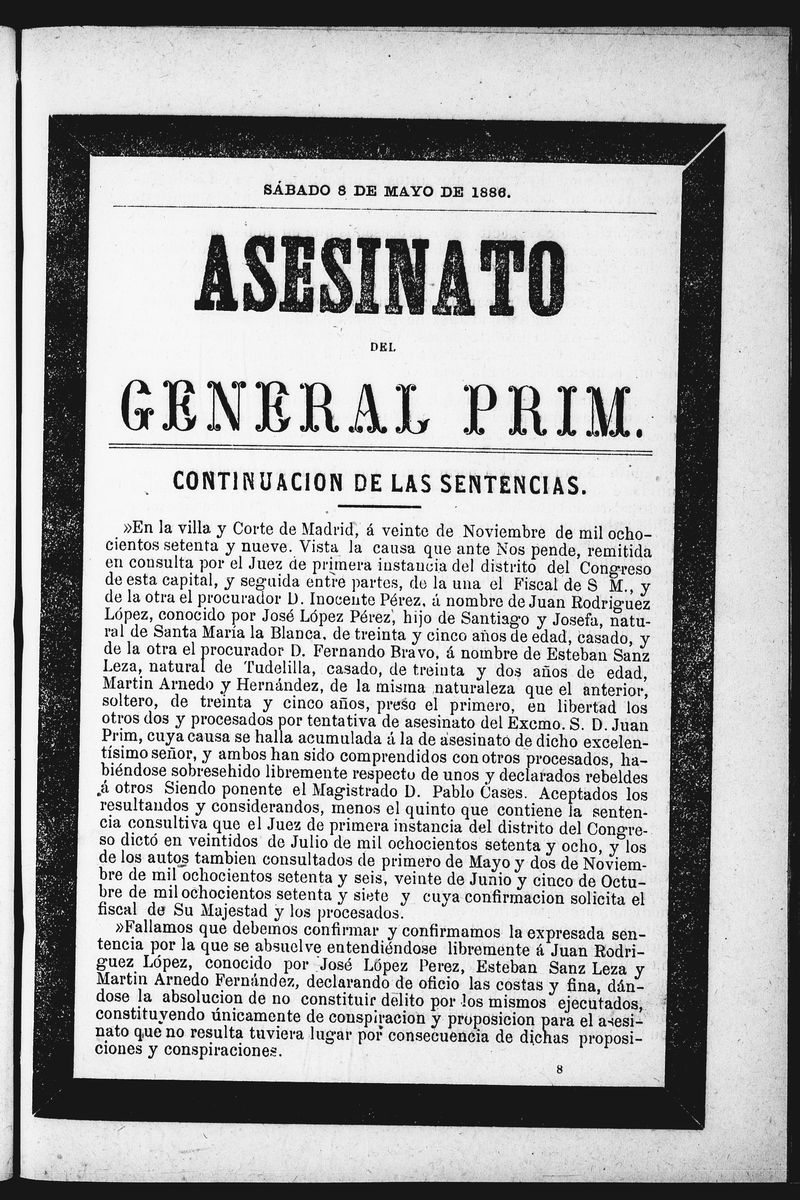 SÁBADO 8 DE MAYO DE 1886.
ASESINATO
DEL
GENERAL PRIM.
CONTINUACION DE LAS SENTENCIAS.
»En la villa y Corte de Madrid, á veinte de Noviembre de mil ocho-
cientos setenta y nueve. Vista la causa que ante Nos pende, remitida
en consulta por el Juez de primera instancia del distrito del Congreso
de esta capital, y seguida entre partes, de la una el Fiscal de S M., y
de la otra el procurador D. Inocente Pérez, á nombre de Juan Rodriguez
López, conocido por José López Pérez, hijo de Santiago y Josefa, natu-
ral de Santa María la Blanca, de treinta y cinco años de edad, casado, y
de la otra el procurador D. Fernando Bravo, á nombre de Esteban Sanz
Leza, natural de Tudelilla, casado, de treinta y dos años de edad,
Martin Arnedo y Hernández, de la misma naturaleza que el anterior,
soltero, de treinta y cinco años, preso el primero, en libertad los
otros dos y procesados por tentativa de asesinato del Excmo. S. D. Juan
Prim, cuya causa se halla acumulada á la de asesinato de dicho excelen-
tísimo señor, y ambos han sido comprendidos con otros procesados, ha-
biéndose sobresehido libremente respecto de unos y declarados rebeldes
á otros Siendo ponente el Magistrado D. Pablo Cases. Aceptados los
resultandos y considerandos, menos el quinto que contiene la senten-
cia consultiva que el Juez de primera instancia del distrito del Congre-
so dictó en veintidos de Julio de mil ochocientos setenta y ocho, y los
de los autos tambien consultados de primero de Mayo y dos de Noviem-
bre de mil ochocientos setenta y seis, veinte de Junio y cinco de Octu-
bre de mil ochocientos setenta y siete y cuya confirmacion solicita el
fiscal de Su Majestad y los procesados.
»Fallamos que debemos confirmar y confirmamos la expresada sen-
tencia por la que se absuelve entendiéndose libremente á Juan Rodri-
guez López, conocido por José López Perez, Esteban Sanz Leza y
Martin Arnedo Fernández, declarando de oficio las costas y fina, dán-
dose la absolucion de no constituir delito por los mismos ejecutados,
constituyendo únicamente de conspiracion y proposicion para el asesi-
nato que no resulta tuviera lugar por consecuencia de dichas proposi-
ciones y conspiraciones.
8